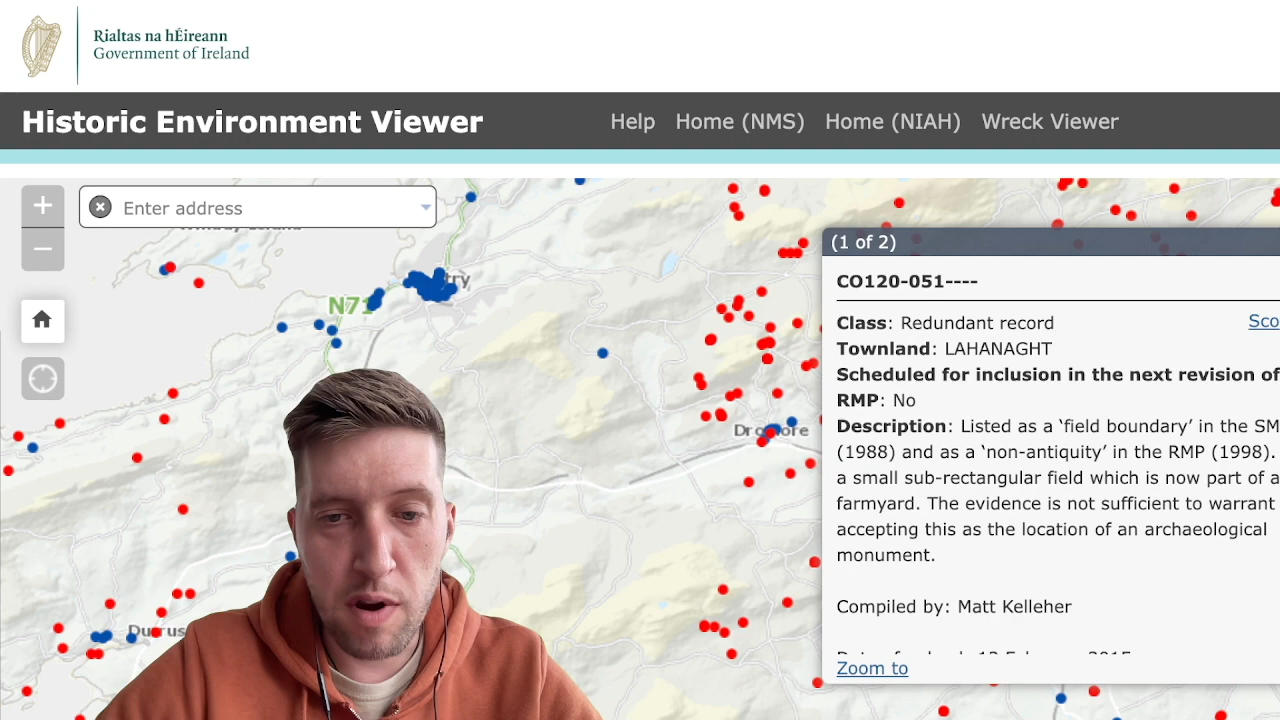 Rialtas na hÉireann
Government of Ireland
Historic Environment Viewer
Help Home (NMS) Home (NIAH) Wreck Viewer
+
Enter address
−
(1 of 2)
CO120-051----
N71
Class: Redundant record
Townland: LAHANAGHT
Scheduled for inclusion in the next revision of
RMP: No
Description: Listed as a ‘field boundary’ in the SM
(1988) and as a ‘non-antiquity’ in the RMP (1998).
a small sub-rectangular field which is now part of a
farmyard. The evidence is not sufficient to warrant
accepting this as the location of an archaeological
monument.
Compiled by: Matt Kelleher
Zoom to